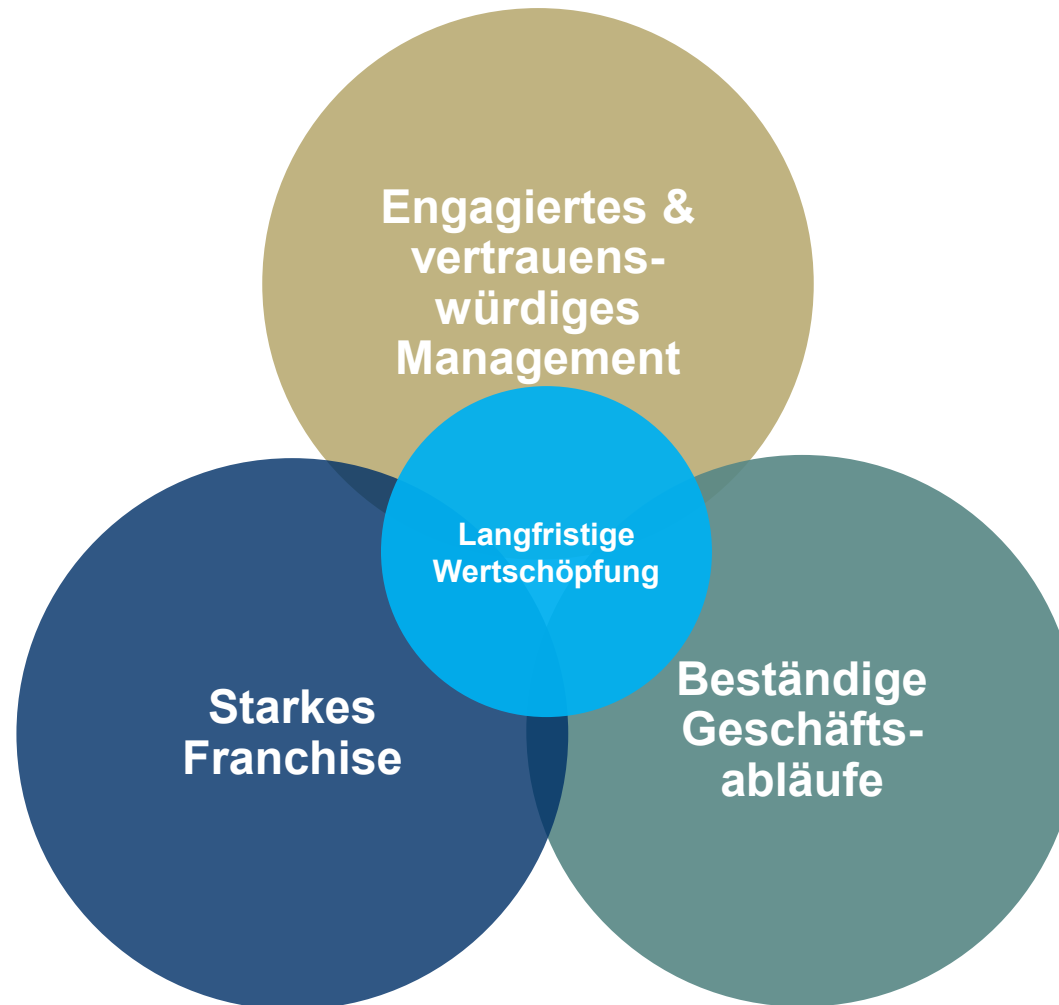 Engagiertes &
vertrauens-
würdiges
Management
Langfristige
Wertschöpfung
Starkes
Franchise
Beständige
Geschäfts-
abläufe